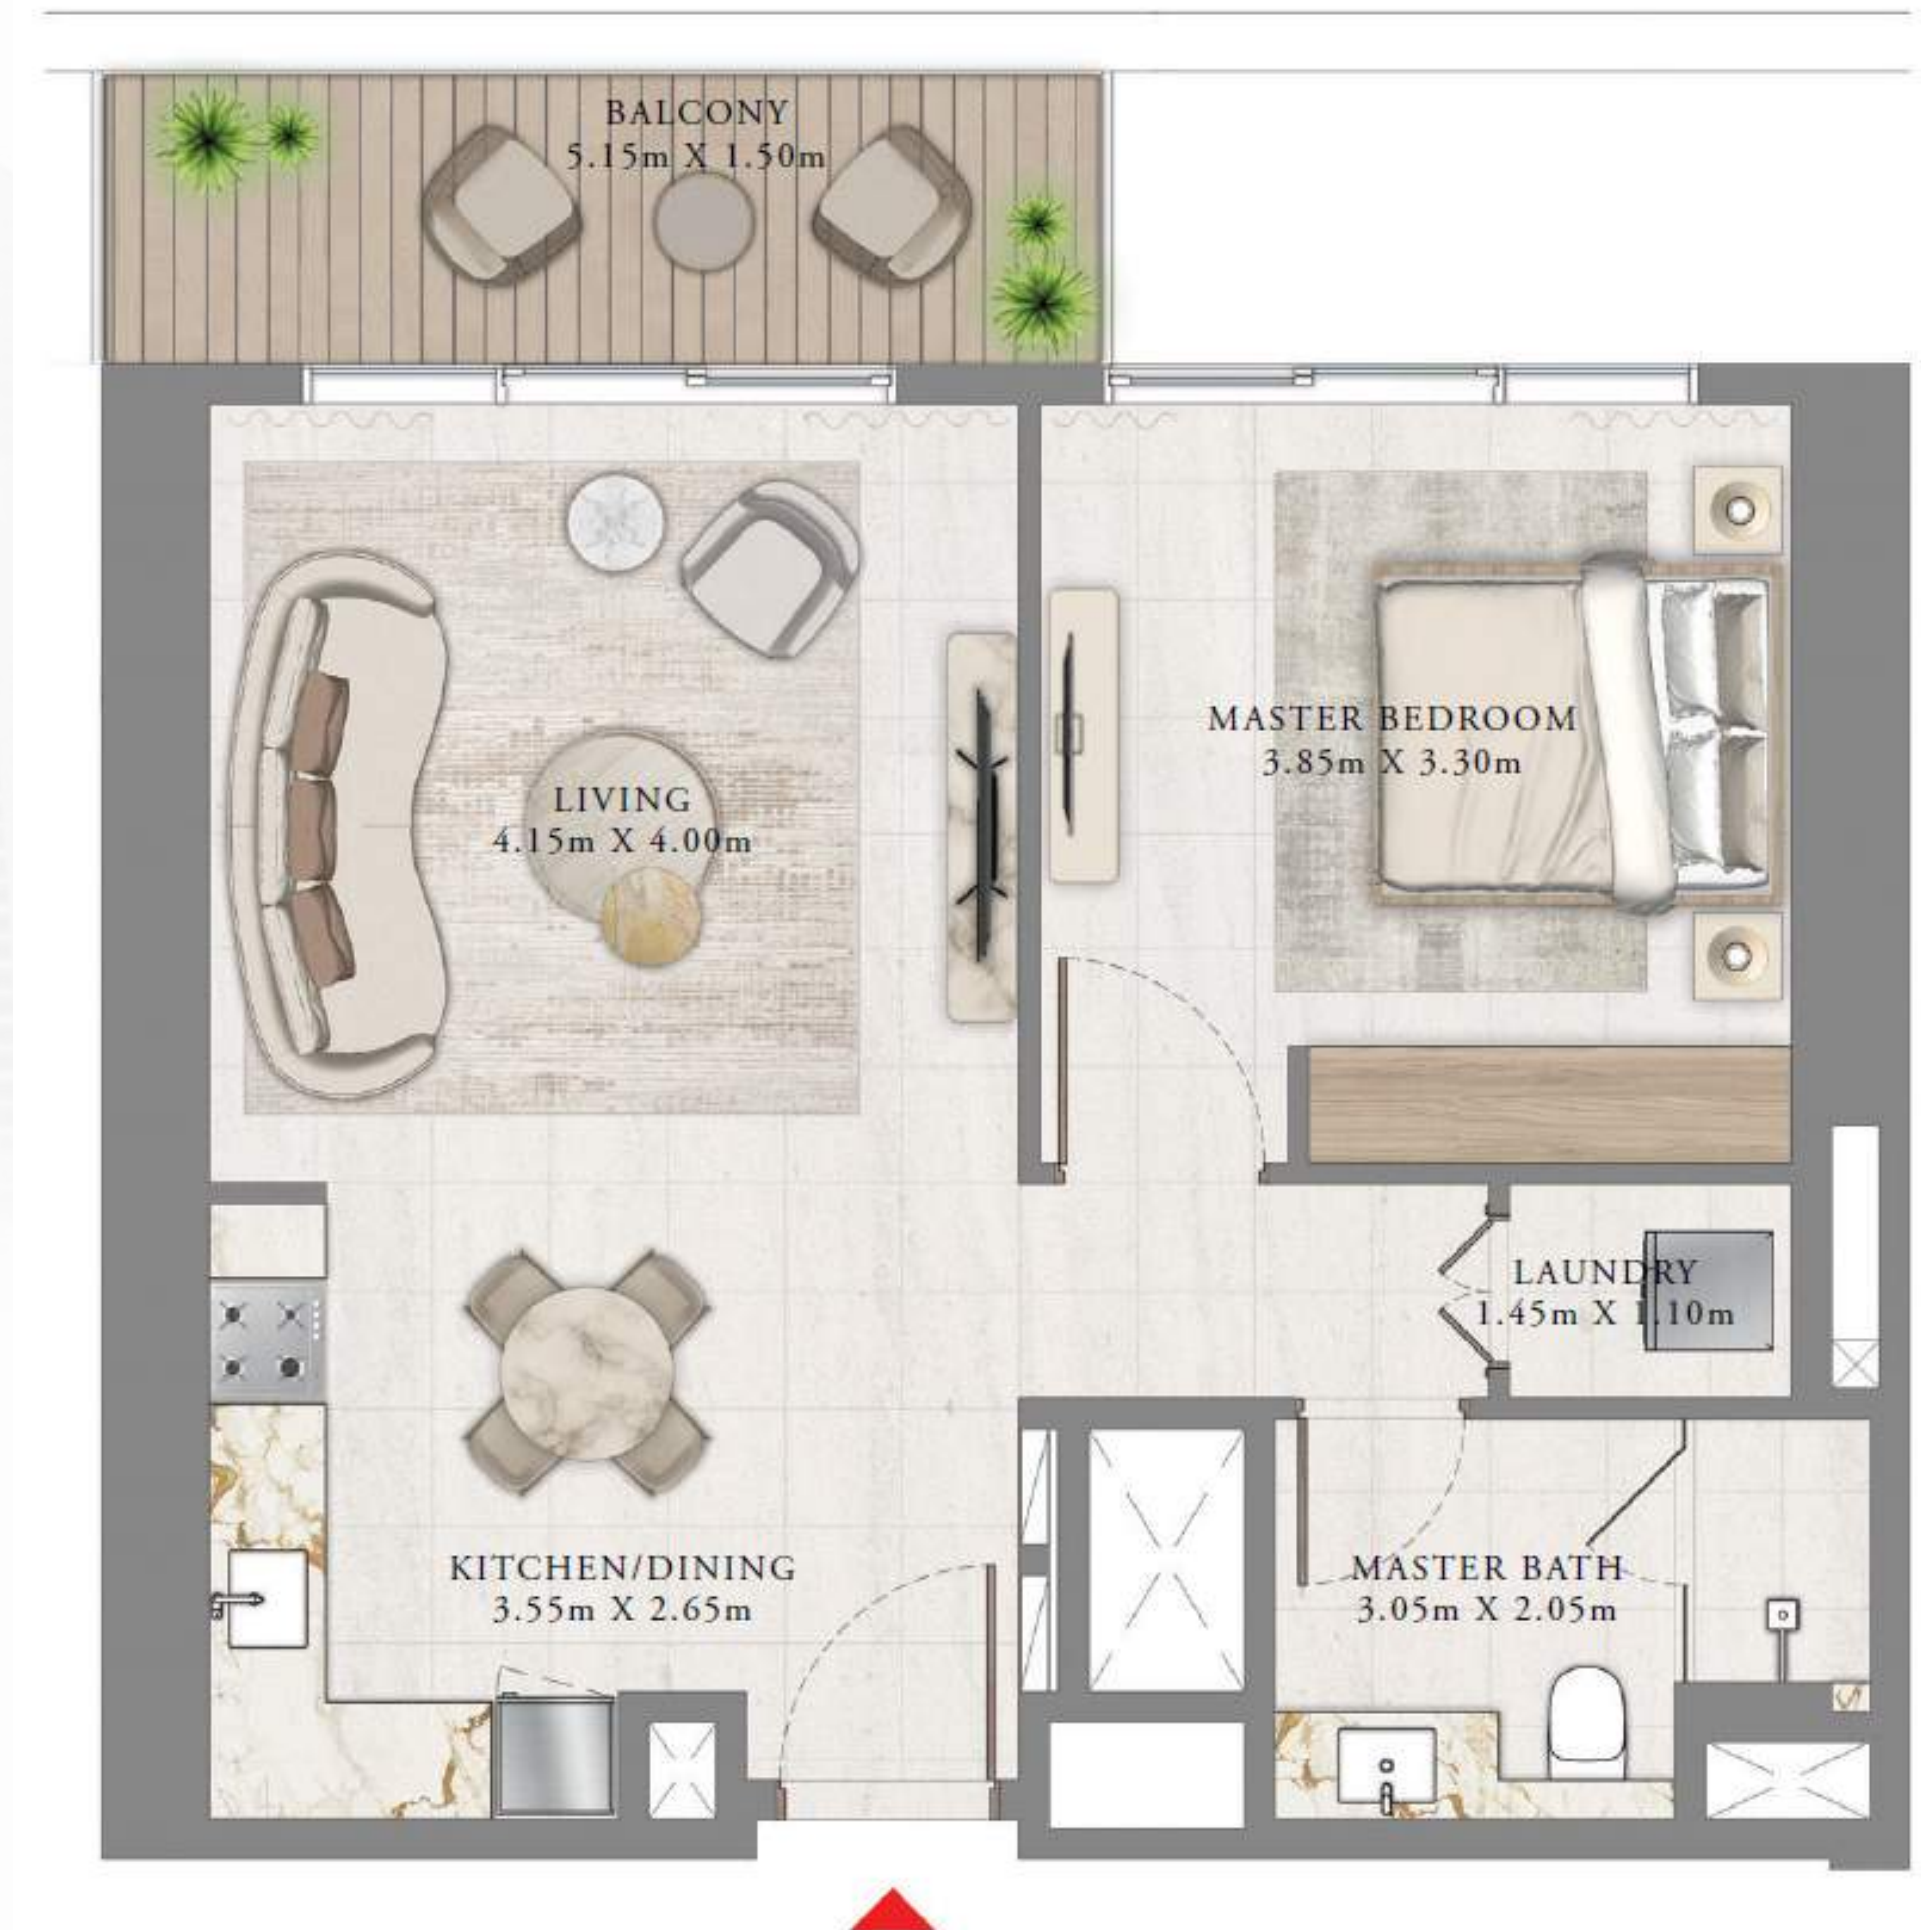 BALCONY
5.15m X 1.50m
MASTER BEDROOM
3.85m X 3.30m
LIVING
4.15m X 4.00m
LAUNDRY
1.45m X 1.10m
KITCHEN/DINING
3.55m X 2.65m
MASTER BATH
3.05m X 2.05m